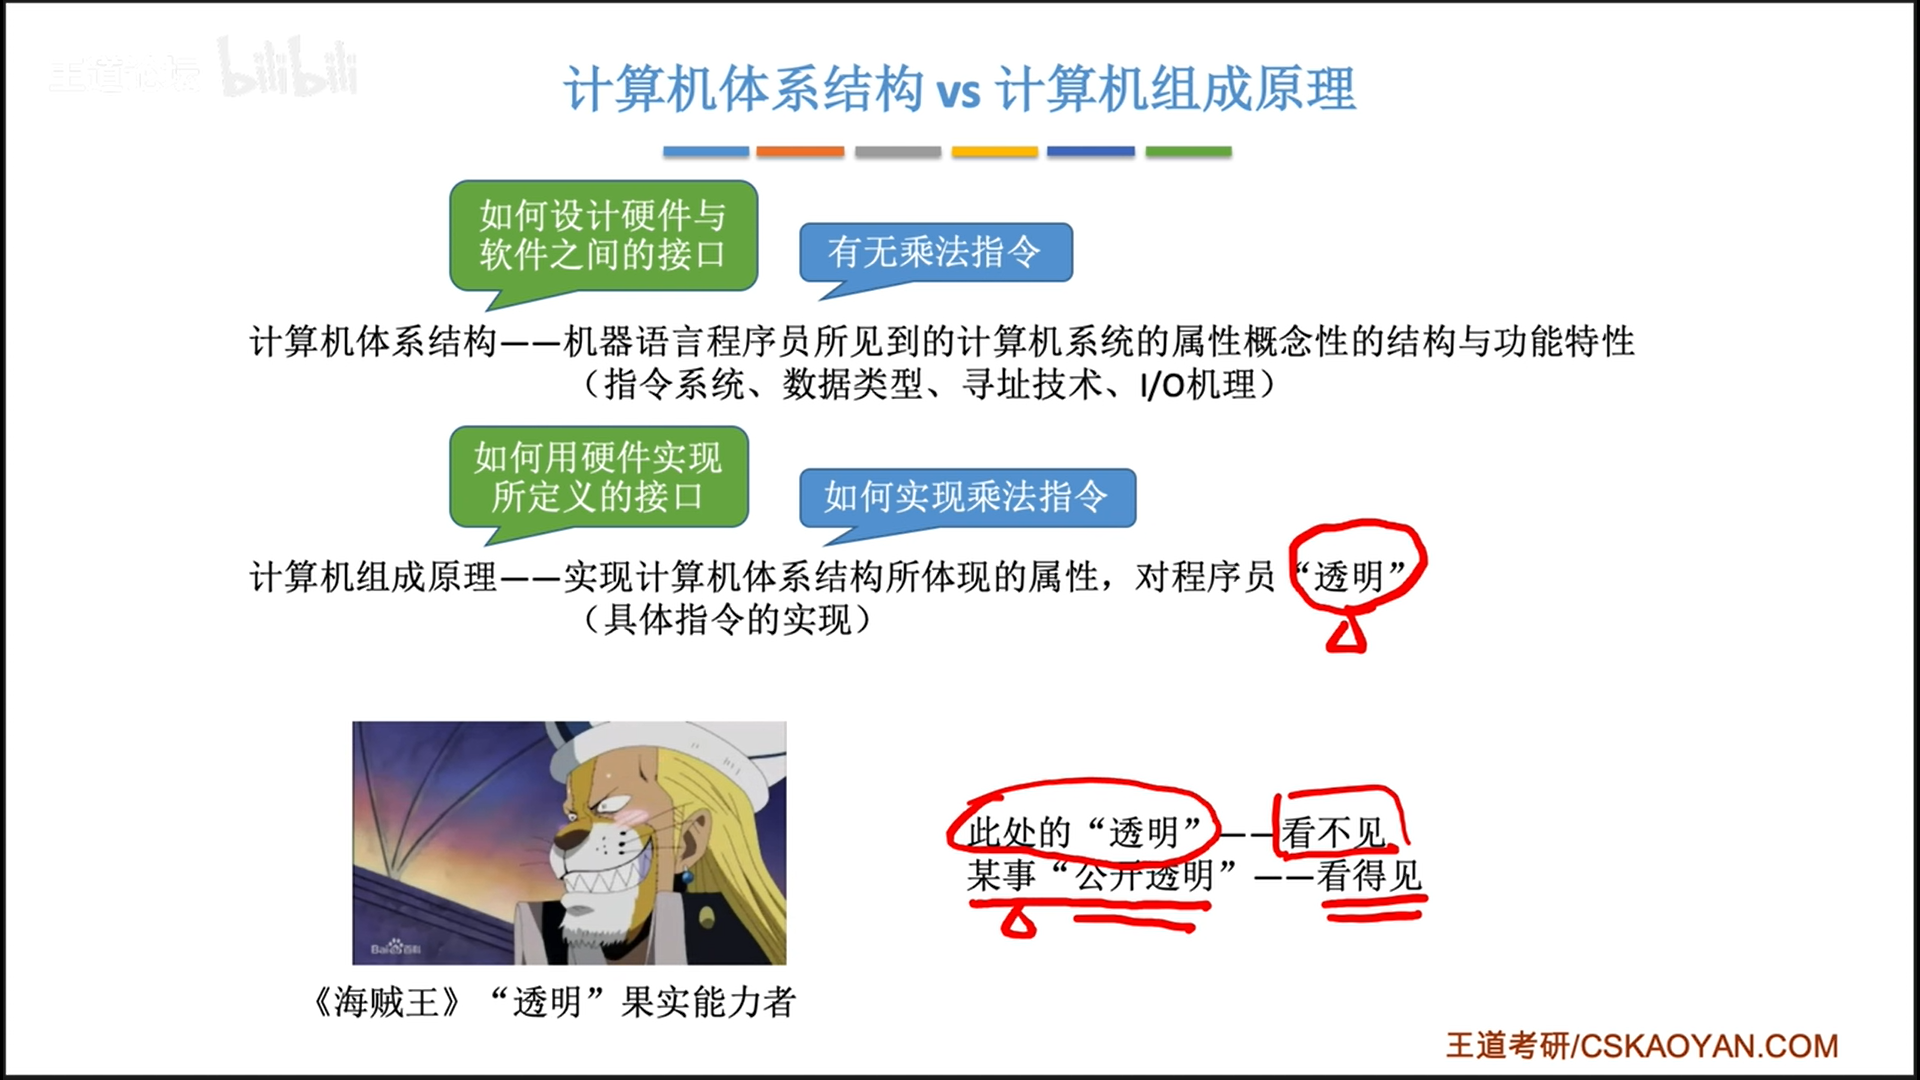 王道论坛 bilibili
计算机体系结构 vs 计算机组成原理
如何设计硬件与
软件之间的接口
有无乘法指令
计算机体系结构——机器语言程序员所见到的计算机系统的属性概念性的结构与功能特性
（指令系统、数据类型、寻址技术、I/O机理）
如何用硬件实现
所定义的接口
如何实现乘法指令
计算机组成原理——实现计算机体系结构所体现的属性，对程序员“透明”
（具体指令的实现）
此处的“透明”——看不见
某事“公开透明”——看得见
Bai百科
《海贼王》“透明”果实能力者
王道考研/CSKAOYAN.COM